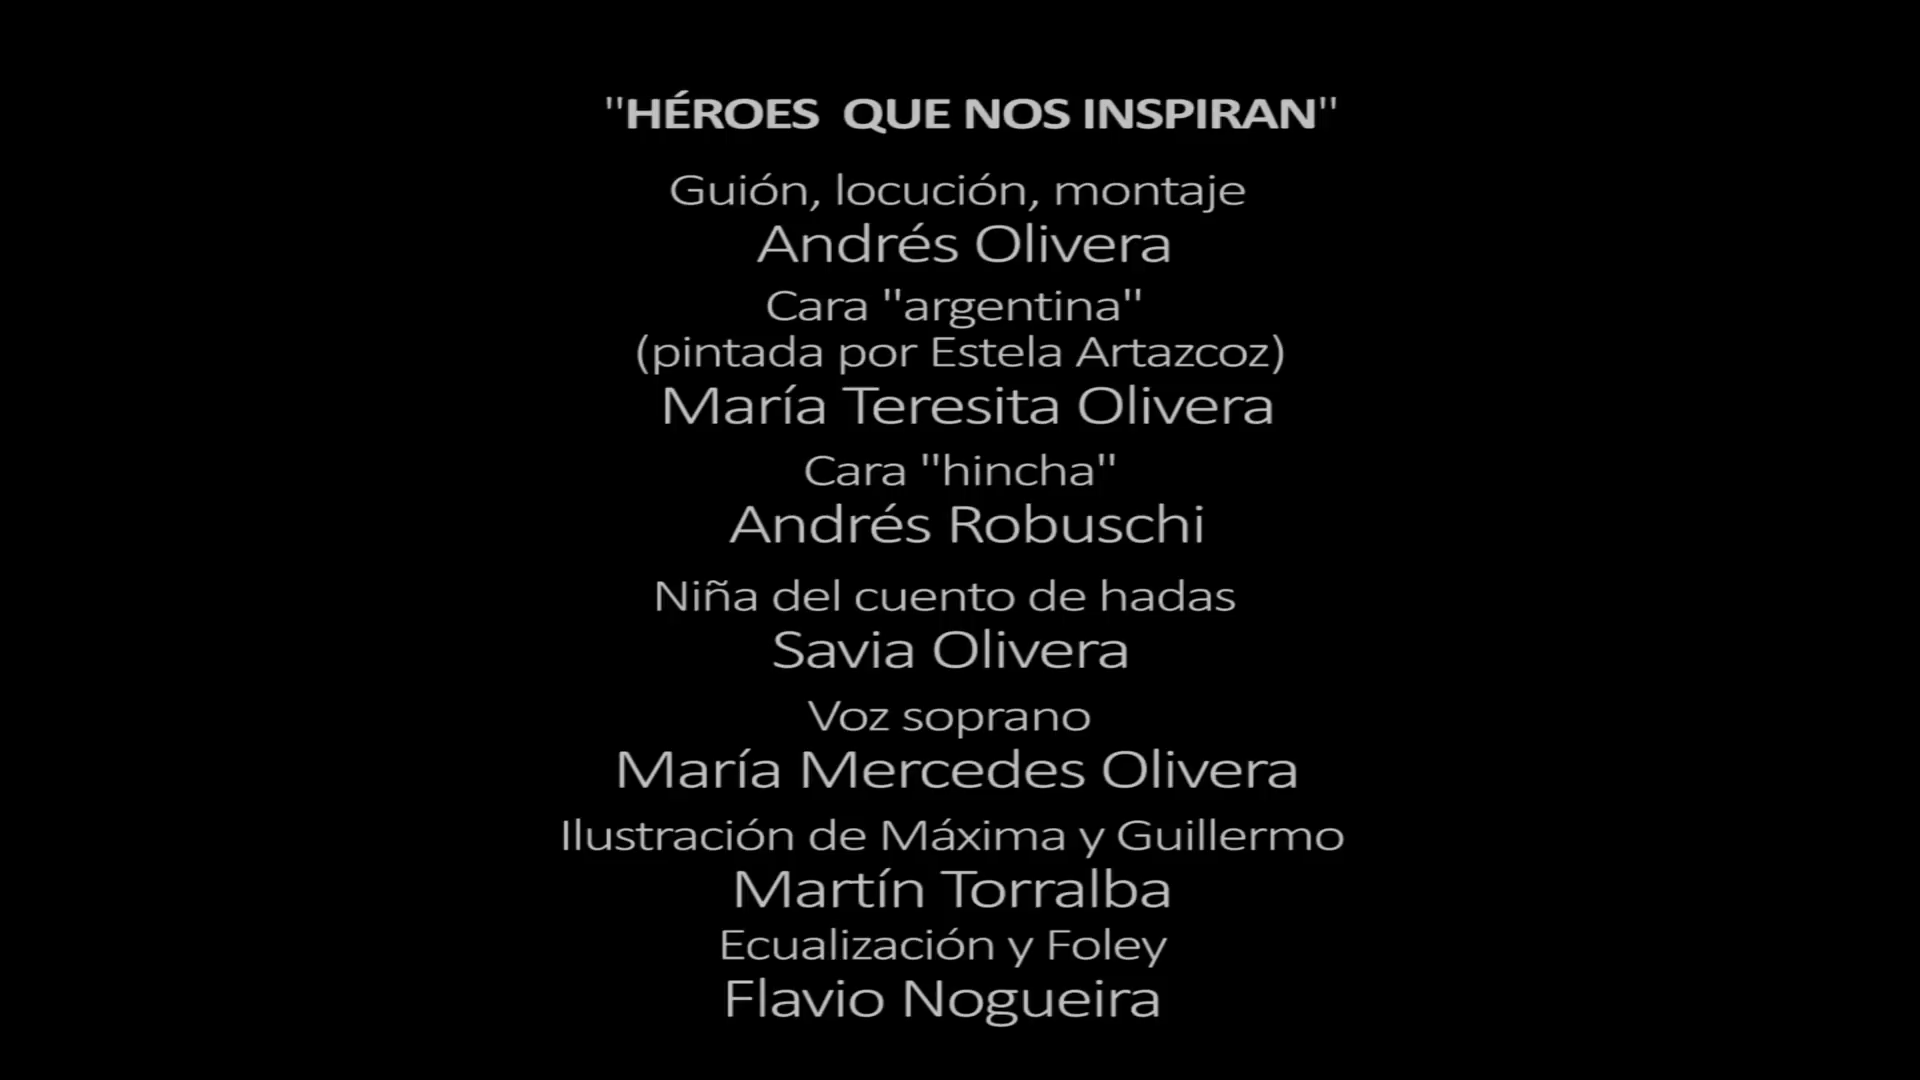 "HÉROES QUE NOS INSPIRAN"
Guión, locución, montaje
Andrés Olivera
Cara "argentina"
(pintada por Estela Artazcoz)
María Teresita Olivera
Cara "hincha"
Andrés Robuschi
Niña del cuento de hadas
Savia Olivera
Voz soprano
María Mercedes Olivera
Ilustración de Máxima y Guillermo
Martín Torralba
Ecualización y Foley
Flavio Nogueira